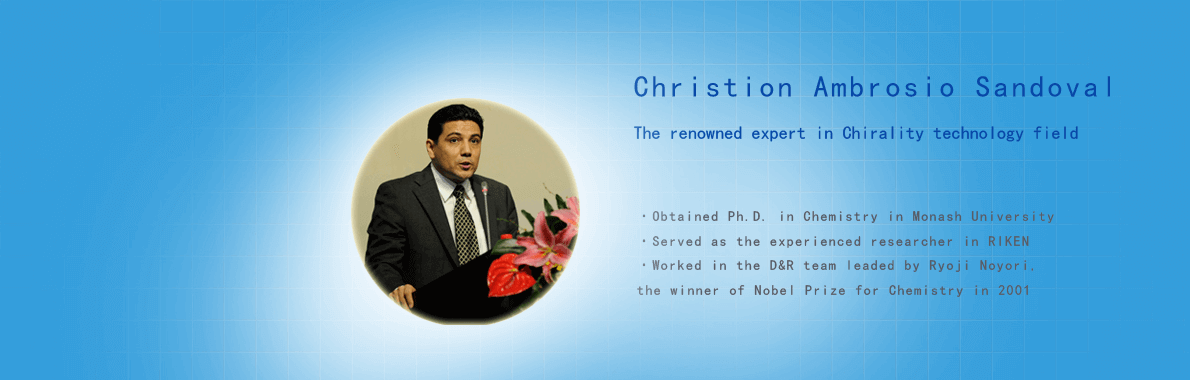 Christion Ambrosio Sandoval
The renowned expert in Chirality technology field
·Obtained Ph.D. in Chemistry in Monash University
·Served as the experienced researcher in RIKEN
·Worked in the D&R team leaded by Ryoji Noyori,
the winner of Nobel Prize for Chemistry in 2001